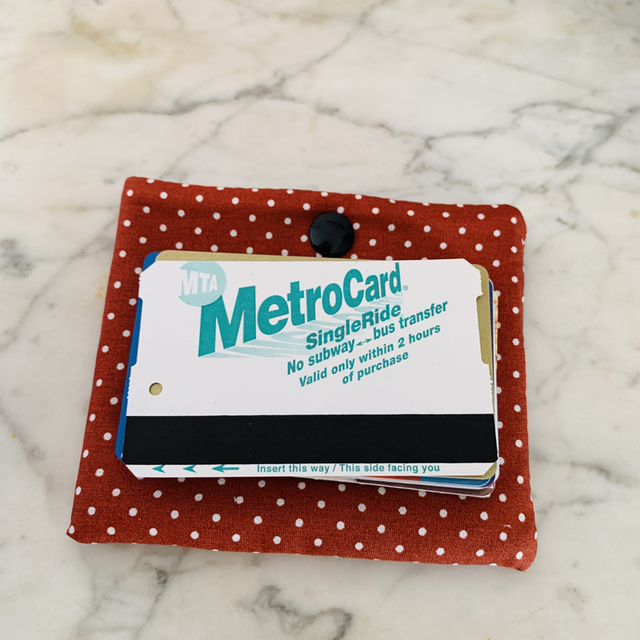 MTA
MetroCard®
SingleRide
No subway↔bus transfer
Valid only within 2 hours
of purchase
Insert this way / This side facing you